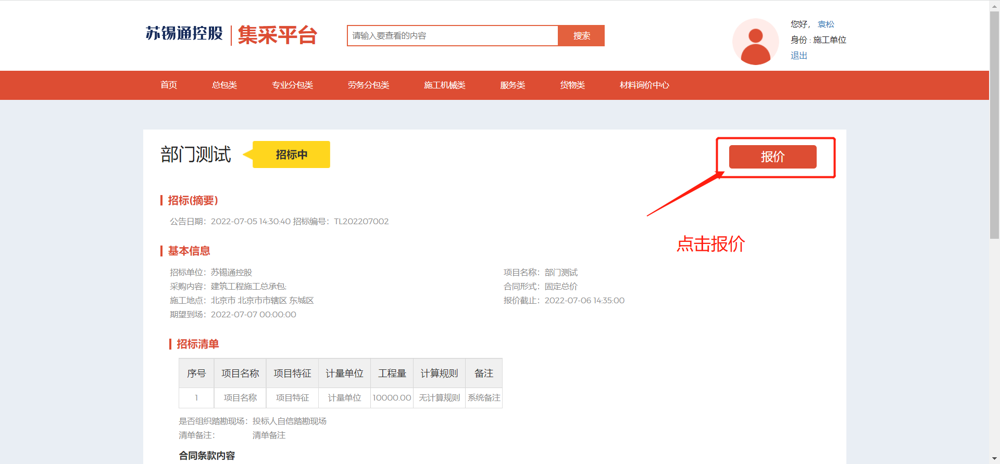 苏锡通控股 | 集采平台
请输入要查看的内容
搜索
您好， 袁松
身份 : 施工单位
退出
首页 总包类 专业分包类 劳务分包类 施工机械类 服务类 货物类 材料询价中心
部门测试
招标中
报价
点击报价
招标(摘要)
公告日期：2022-07-05 14:30:40 招标编号：TL202207002
基本信息
招标单位：苏锡通控股
项目名称：部门测试
采购内容：建筑工程施工总承包;
合同形式：固定总价
施工地点：北京市 北京市市辖区 东城区
报价截止：2022-07-06 14:35:00
期望到场：2022-07-07 00:00:00
招标清单
序号 项目名称 项目特征 计量单位 工程量 计算规则 备注
1 项目名称 项目特征 计量单位 10000.00 无计算规则 系统备注
是否组织踏勘现场：投标人自信踏勘现场
清单备注： 清单备注
合同条款内容